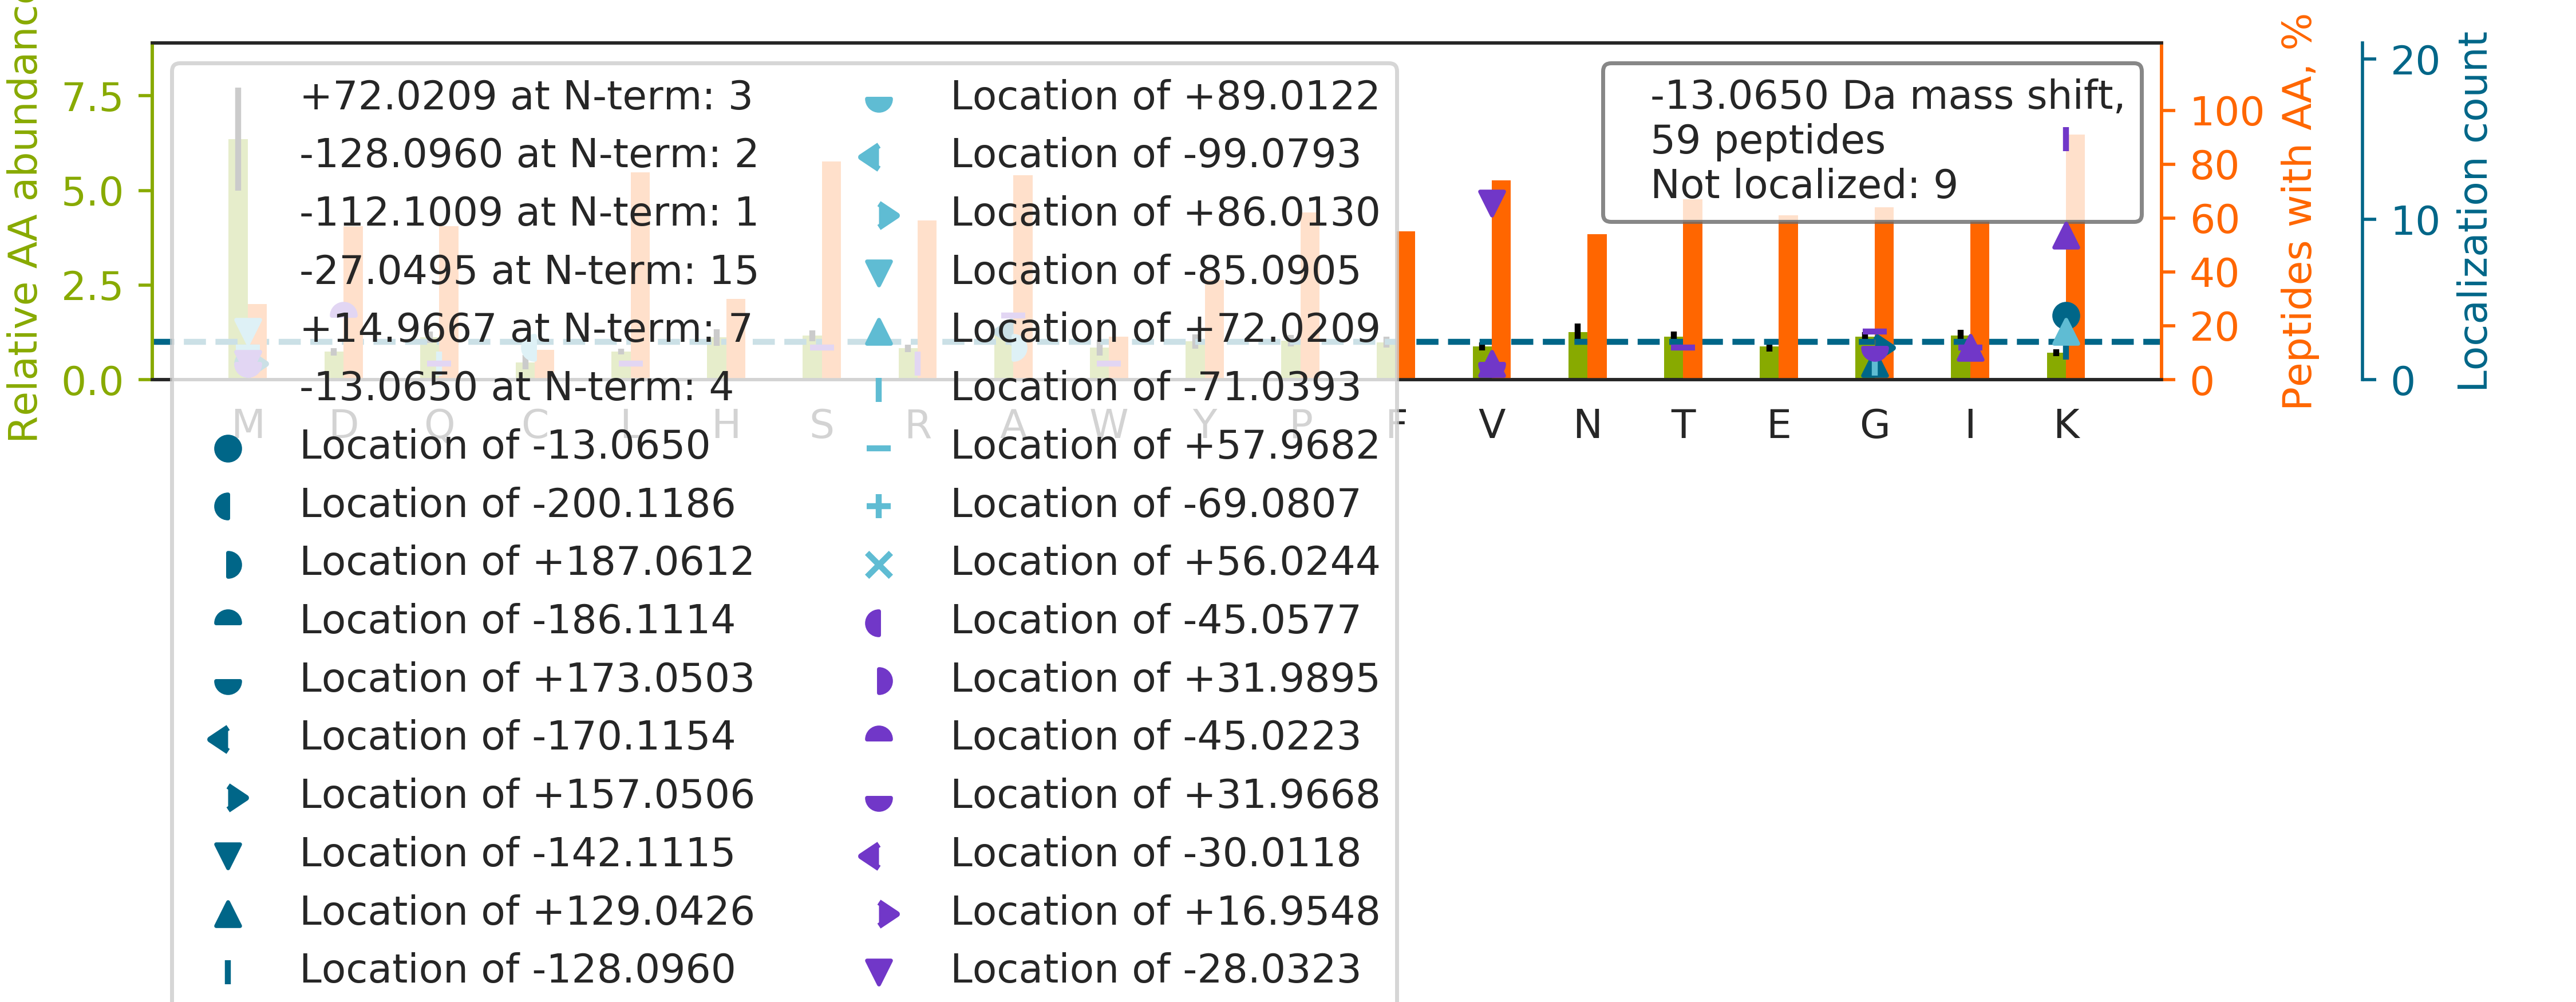 Relative AA abundance
7.5
5.0
2.5
0.0
+72.0209 at N-term: 3
-128.0960 at N-term: 2
-112.1009 at N-term: 1
-27.0495 at N-term: 15
+14.9667 at N-term: 7
-13.0650 at N-term: 4
Location of -13.0650
Location of -200.1186
Location of +187.0612
Location of -186.1114
Location of +173.0503
Location of -170.1154
Location of +157.0506
Location of -142.1115
Location of +129.0426
Location of -128.0960
Location of +89.0122
Location of -99.0793
Location of +86.0130
Location of -85.0905
Location of +72.0209
Location of -71.0393
Location of +57.9682
Location of -69.0807
Location of +56.0244
Location of -45.0577
Location of +31.9895
Location of -45.0223
Location of +31.9668
Location of -30.0118
Location of +16.9548
Location of -28.0323
-13.0650 Da mass shift,
59 peptides
Not localized: 9
M D Q C L H S R A W Y P F V N T E G I K
100
80
60
40
20
0
Peptides with AA, %
20
10
0
Localization count